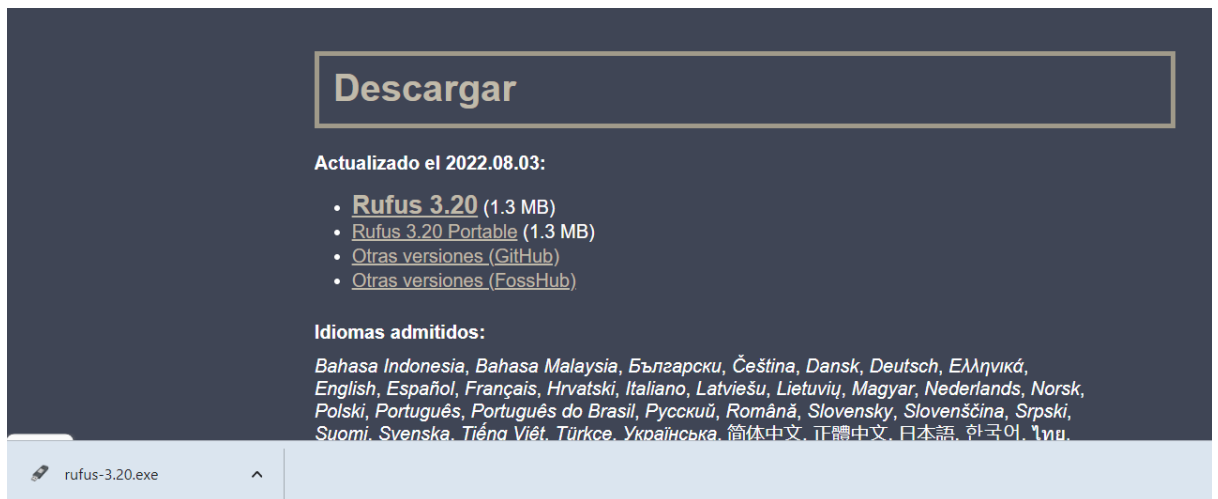 Descargar
Actualizado el 2022.08.03:
• Rufus 3.20 (1.3 MB)
• Rufus 3.20 Portable (1.3 MB)
• Otras versiones (GitHub)
• Otras versiones (FossHub)
Idiomas admitidos:
Bahasa Indonesia, Bahasa Malaysia, Български, Čeština, Dansk, Deutsch, Ελληνικά,
English, Español, Français, Hrvatski, Italiano, Latviešu, Lietuvių, Magyar, Nederlands, Norsk,
Polski, Português, Português do Brasil, Русский, Română, Slovensky, Slovenščina, Srpski,
Suomi, Svenska, Tiếng Việt, Türkçe, Українська, 简体中文, 正體中文, 日本語, 한국어, ไทย,
rufus-3.20.exe